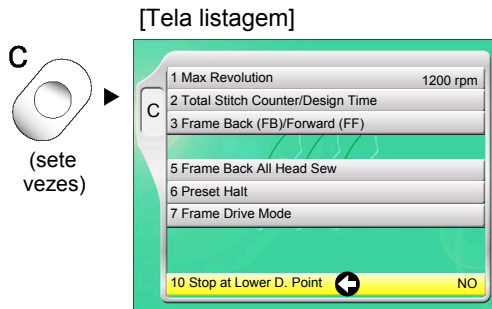 [Tela listagem]
C
(sete
vezes)
C
1 Max Revolution 1200 rpm
2 Total Stitch Counter/Design Time
3 Frame Back (FB)/Forward (FF)
5 Frame Back All Head Sew
6 Preset Halt
7 Frame Drive Mode
10 Stop at Lower D. Point NO